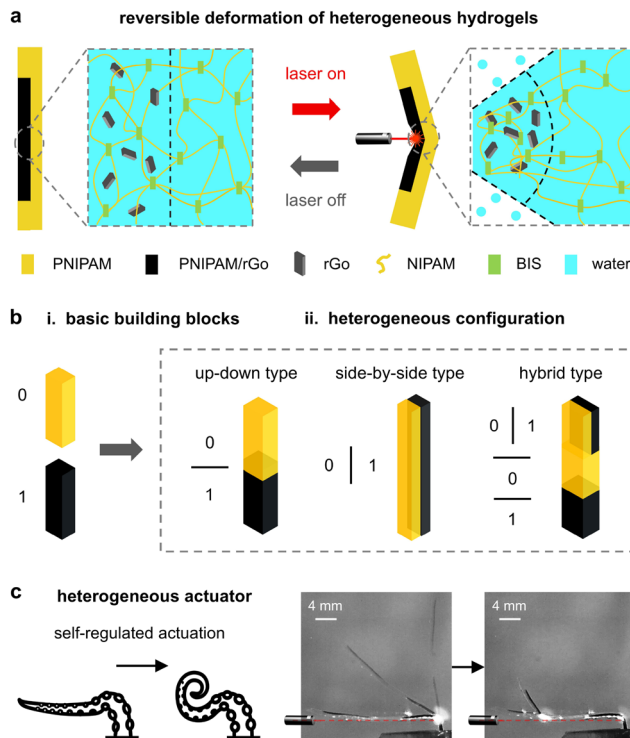 a
reversible deformation of heterogeneous hydrogels
laser on
laser off
PNIPAM
PNIPAM/rGo
rGo
NIPAM
BIS
water
b
i. basic building blocks
ii. heterogeneous configuration
0
1
up-down type
0
1
side-by-side type
0 1
hybrid type
0 1
0
1
c
heterogeneous actuator
self-regulated actuation
4 mm
4 mm